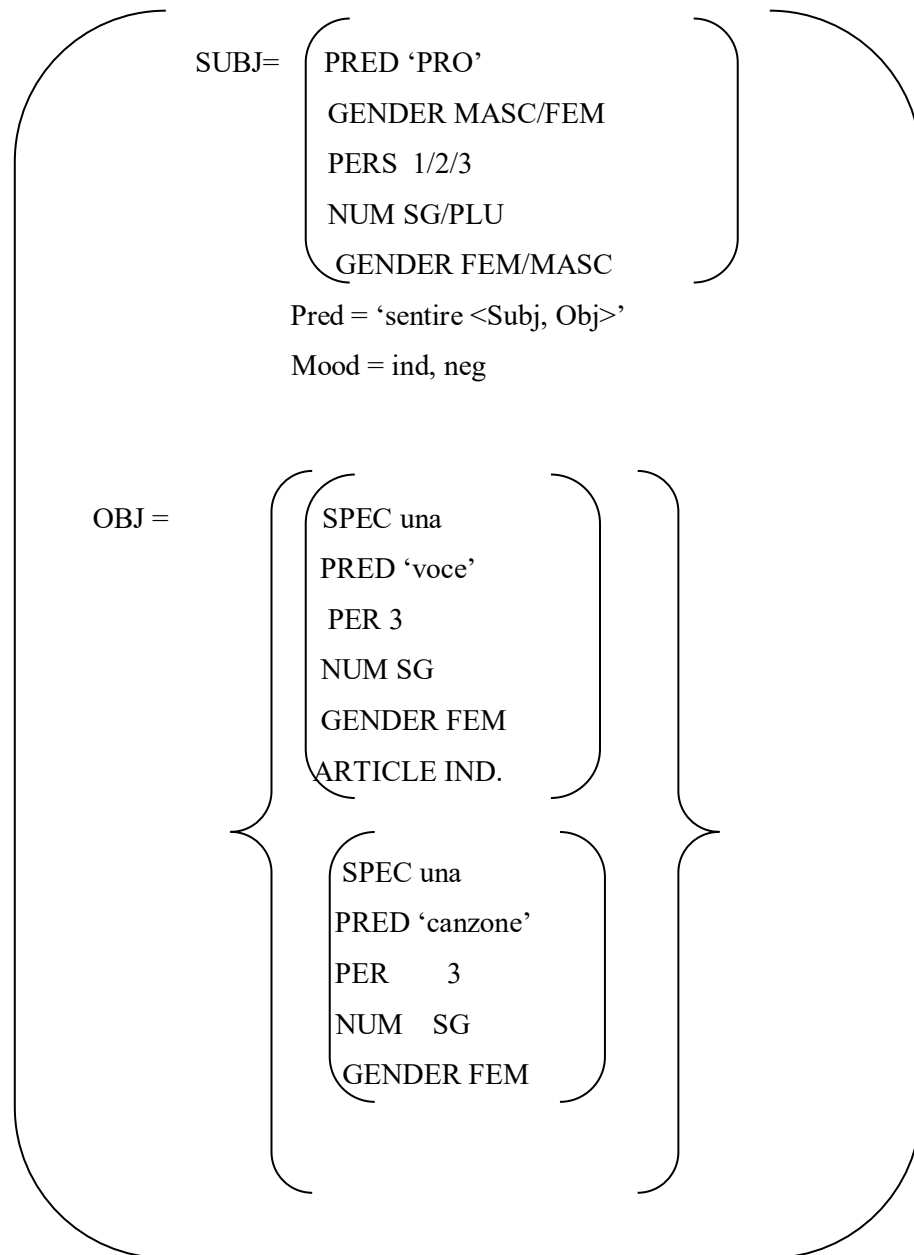 SUBJ= PRED ‘PRO’
GENDER MASC/FEM
PERS 1/2/3
NUM SG/PLU
GENDER FEM/MASC
Pred = ‘sentire <Subj, Obj>’
Mood = ind, neg
OBJ = SPEC una
PRED ‘voce’
PER 3
NUM SG
GENDER FEM
ARTICLE IND.
SPEC una
PRED ‘canzone’
PER 3
NUM SG
GENDER FEM